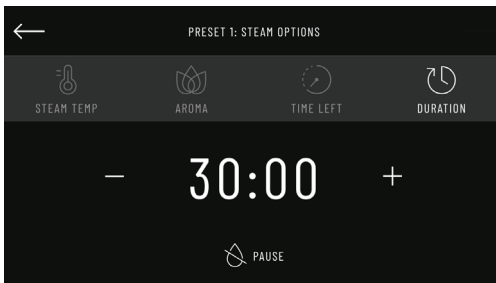 PRESET 1: STEAM OPTIONS
STEAM TEMP AROMA TIME LEFT DURATION
− 30:00 +
PAUSE